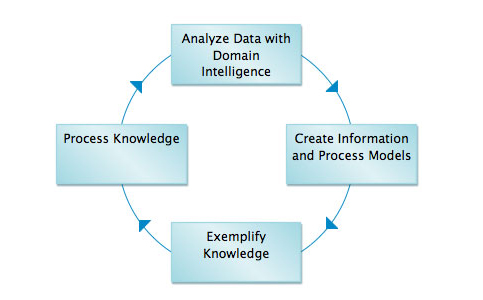 Analyze Data with
Domain
Intelligence
Process Knowledge
Create Information
and Process Models
Exemplify
Knowledge